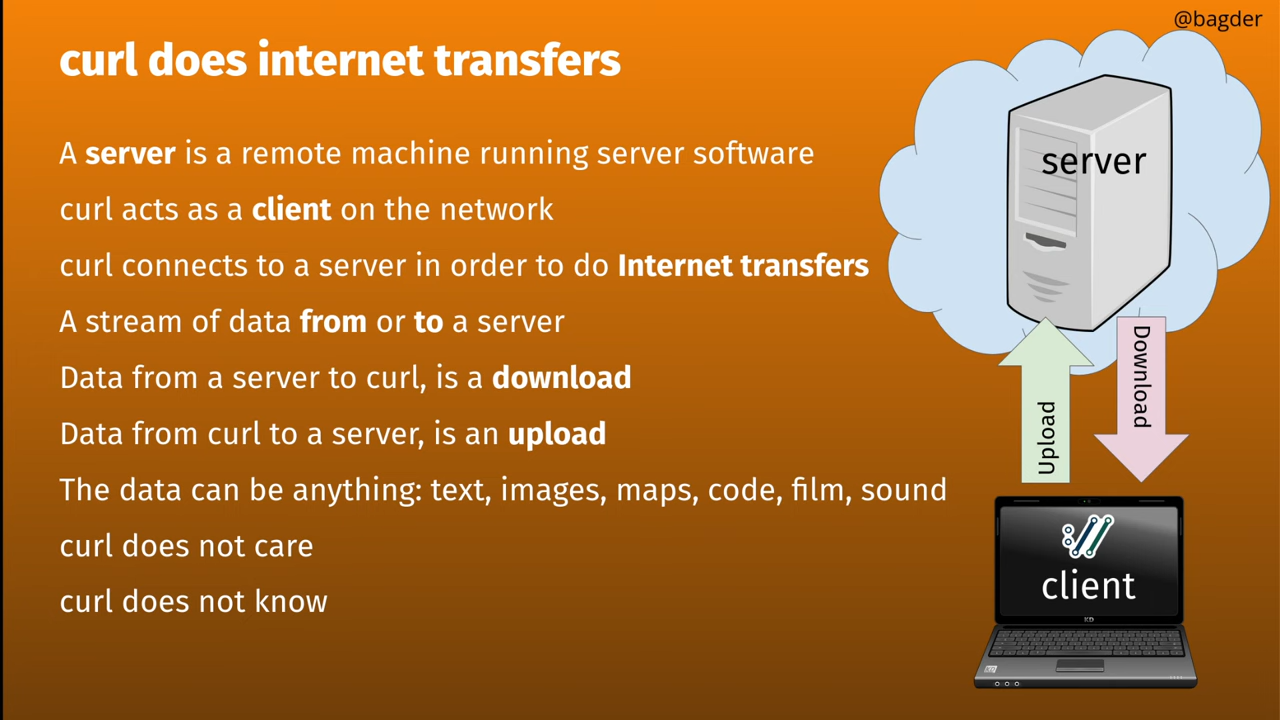 @bagder
curl does internet transfers
A server is a remote machine running server software
curl acts as a client on the network
curl connects to a server in order to do Internet transfers
A stream of data from or to a server
Data from a server to curl, is a download
Data from curl to a server, is an upload
The data can be anything: text, images, maps, code, film, sound
curl does not care
curl does not know
server
Upload
Download
client
KD